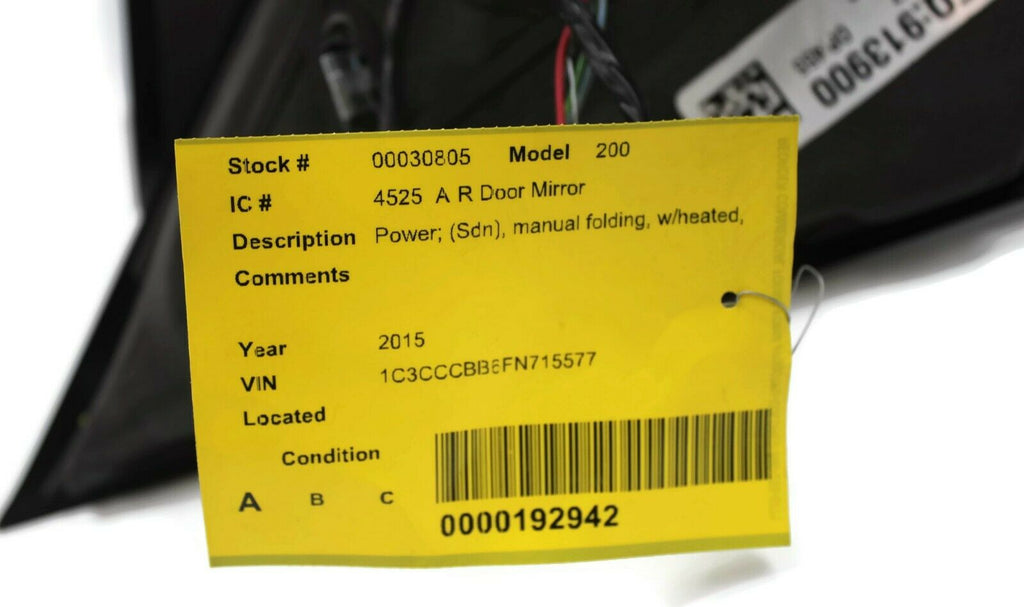 Q:913900
Stock # 00030805 Model 200
IC # 4525 A R Door Mirror
Description Power; (Sdn), manual folding, w/heated,
Comments
Year 2015
VIN 1C3CCCBB6FN715577
Located
Condition
A B C
0000192942